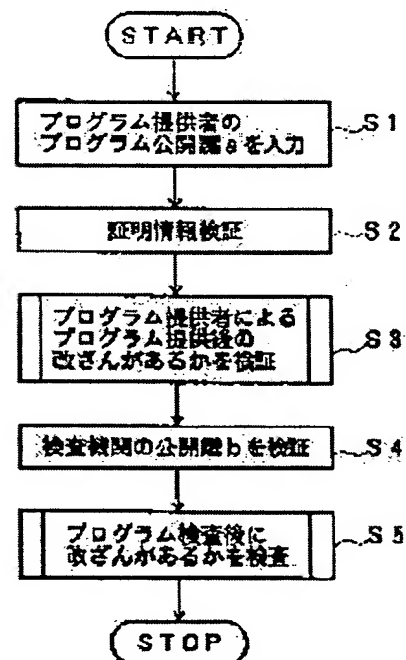 START
プログラム提供者の
プログラム公開鍵aを入力
S1
証明情報検証
S2
プログラム提供者による
プログラム提供後の
改ざんがあるかを検証
S3
検査機関の公開鍵bを検証
S4
プログラム検査後に
改ざんがあるかを検査
S5
STOP